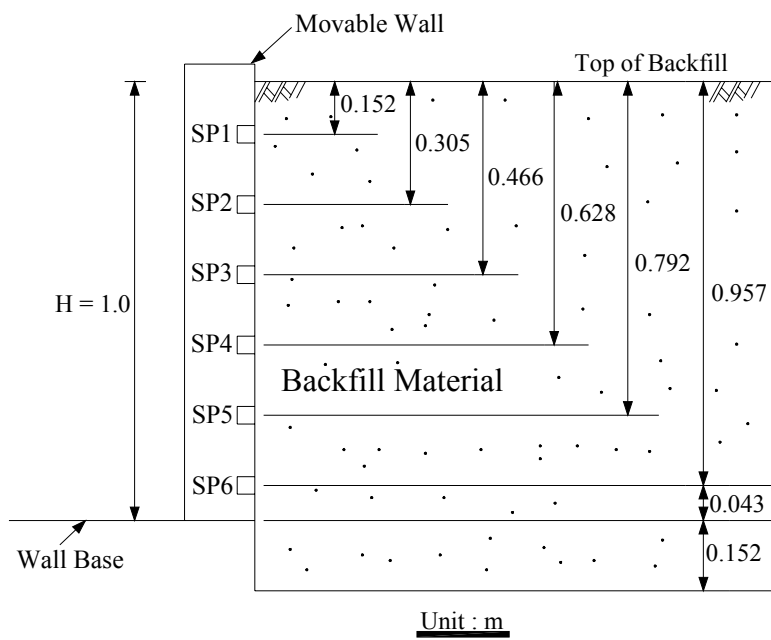 Movable Wall
Top of Backfill
0.152
SP1
0.305
0.466
SP2
0.628
0.792
SP3
0.957
H = 1.0
SP4
Backfill Material
SP5
SP6
0.043
Wall Base
0.152
Unit : m